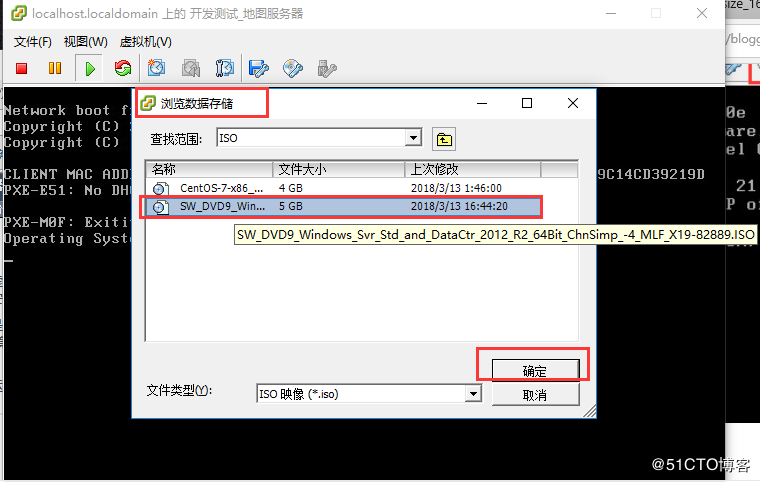 localhost.localdomain 上的 开发测试_地图服务器
size_16
文件(F) 视图(W) 虚拟机(V)
/blogg
浏览数据存储
Network boot f
Copyright (C)
Copyright (C)
查找范围: ISO
名称 文件大小 上次修改
CLIENT MAC ADD
9C14CD39219D
CentOS-7-x86_... 4 GB 2018/3/13 1:46:00
PXE-E51: No DH
SW_DVD9_Win... 5 GB 2018/3/13 16:44:20
21
PXE-M0F: Exiti
Operating Syst
SW_DVD9_Windows_Svr_Std_and_DataCtr_2012_R2_64Bit_ChnSimp_-4_MLF_X19-82889.ISO
确定
文件类型(Y): ISO 映像 (*.iso)
取消
@51CTO博客